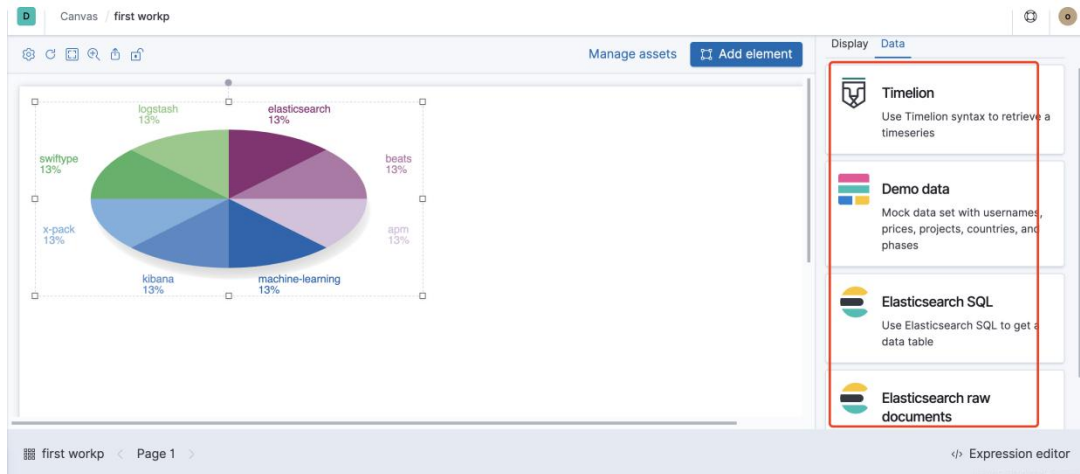 D Canvas / first workp o
Manage assets Add element Display Data
logstash
13%
elasticsearch
13%
swiftype
13%
beats
13%
x-pack
13%
apm
13%
kibana
13%
machine-learning
13%
Timelion
Use Timelion syntax to retrieve a
timeseries
Demo data
Mock data set with usernames,
prices, projects, countries, and
phases
Elasticsearch SQL
Use Elasticsearch SQL to get a
data table
Elasticsearch raw
documents
first workp < Page 1 > </> Expression editor